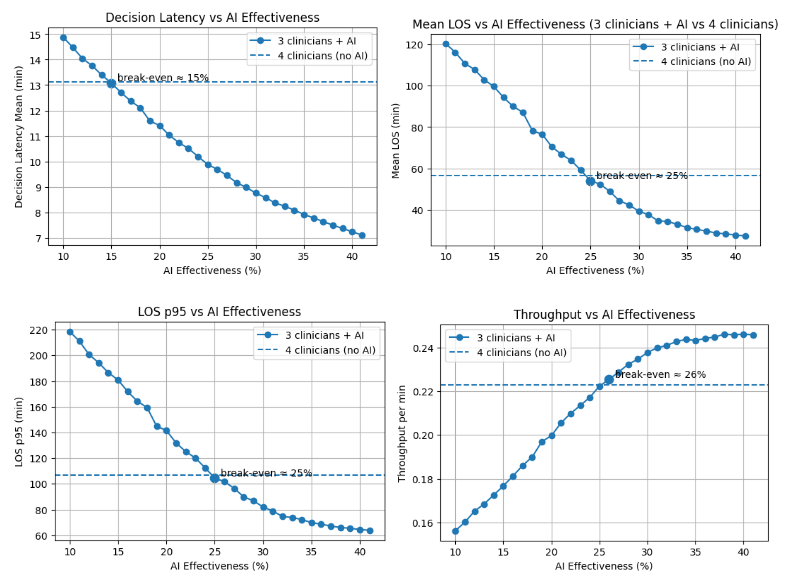 Decision Latency vs AI Effectiveness
15
14
13
12
11
10
9
8
7
Decision Latency Mean (min)
3 clinicians + AI
4 clinicians (no AI)
break-even ≈ 15%
10 15 20 25 30 35 40
AI Effectiveness (%)
Mean LOS vs AI Effectiveness (3 clinicians + AI vs 4 clinicians)
120
100
80
60
40
Mean LOS (min)
3 clinicians + AI
4 clinicians (no AI)
break-even ≈ 25%
10 15 20 25 30 35 40
AI Effectiveness (%)
LOS p95 vs AI Effectiveness
220
200
180
160
140
120
100
80
60
LOS p95 (min)
3 clinicians + AI
4 clinicians (no AI)
break-even ≈ 25%
10 15 20 25 30 35 40
AI Effectiveness (%)
Throughput vs AI Effectiveness
0.24
0.22
0.20
0.18
0.16
Throughput per min
3 clinicians + AI
4 clinicians (no AI)
break-even ≈ 26%
10 15 20 25 30 35 40
AI Effectiveness (%)